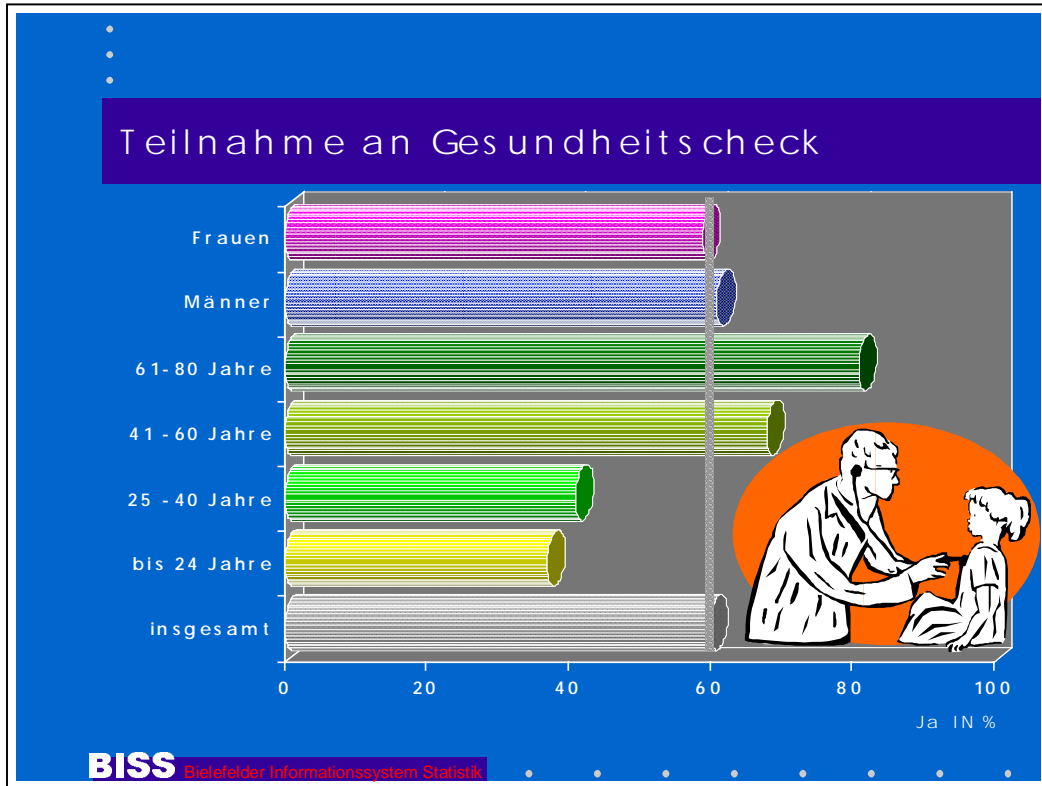 Teilnahme an Gesundheitscheck
Frauen
Männer
61-80 Jahre
41-60 Jahre
25-40 Jahre
bis 24 Jahre
insgesamt
0 20 40 60 80 100
Ja IN %
BISS Bielefelder Informationssystem Statistik